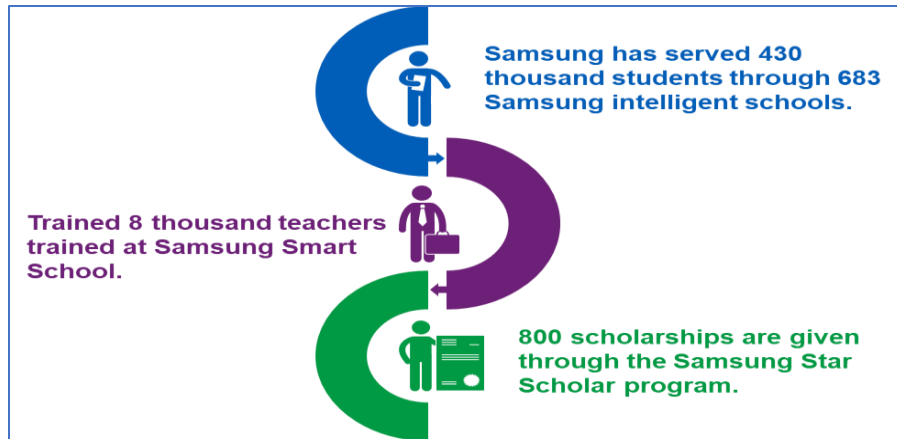 Samsung has served 430
thousand students through 683
Samsung intelligent schools.
Trained 8 thousand teachers
trained at Samsung Smart
School.
800 scholarships are given
through the Samsung Star
Scholar program.